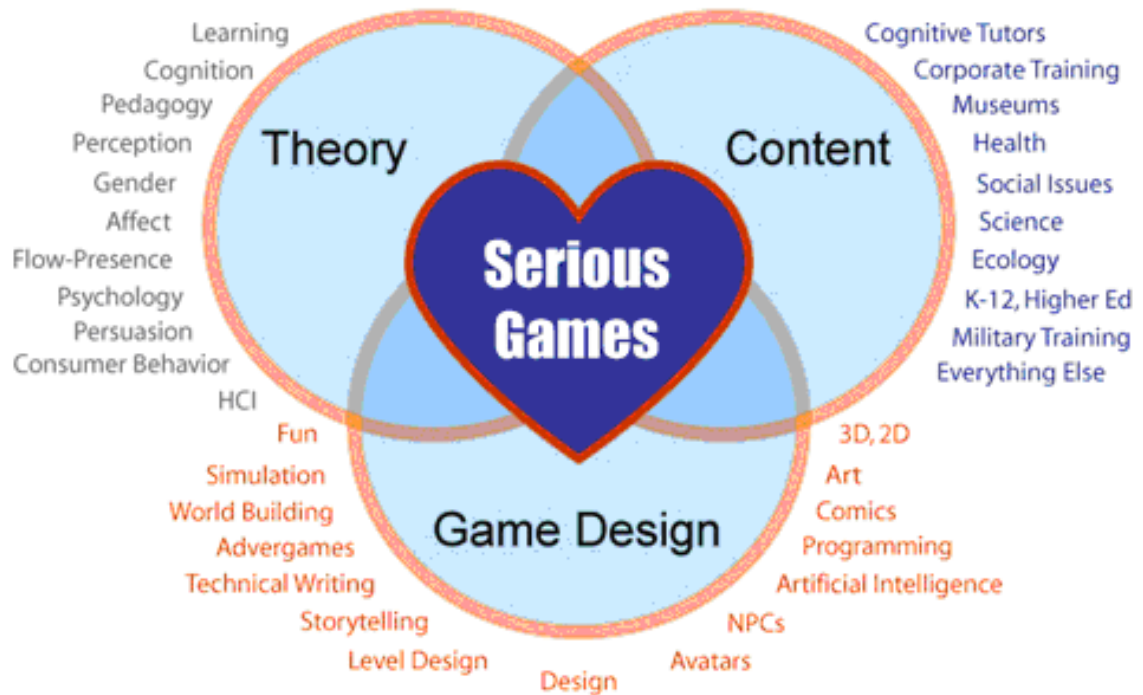 Learning
Cognition
Pedagogy
Perception
Gender
Affect
Flow-Presence
Psychology
Persuasion
Consumer Behavior
HCI
Theory
Content
Cognitive Tutors
Corporate Training
Museums
Health
Social Issues
Science
Ecology
K-12, Higher Ed
Military Training
Everything Else
Serious
Games
Game Design
Fun
Simulation
World Building
Advergames
Technical Writing
Storytelling
Level Design
Design
3D, 2D
Art
Comics
Programming
Artificial Intelligence
NPCs
Avatars